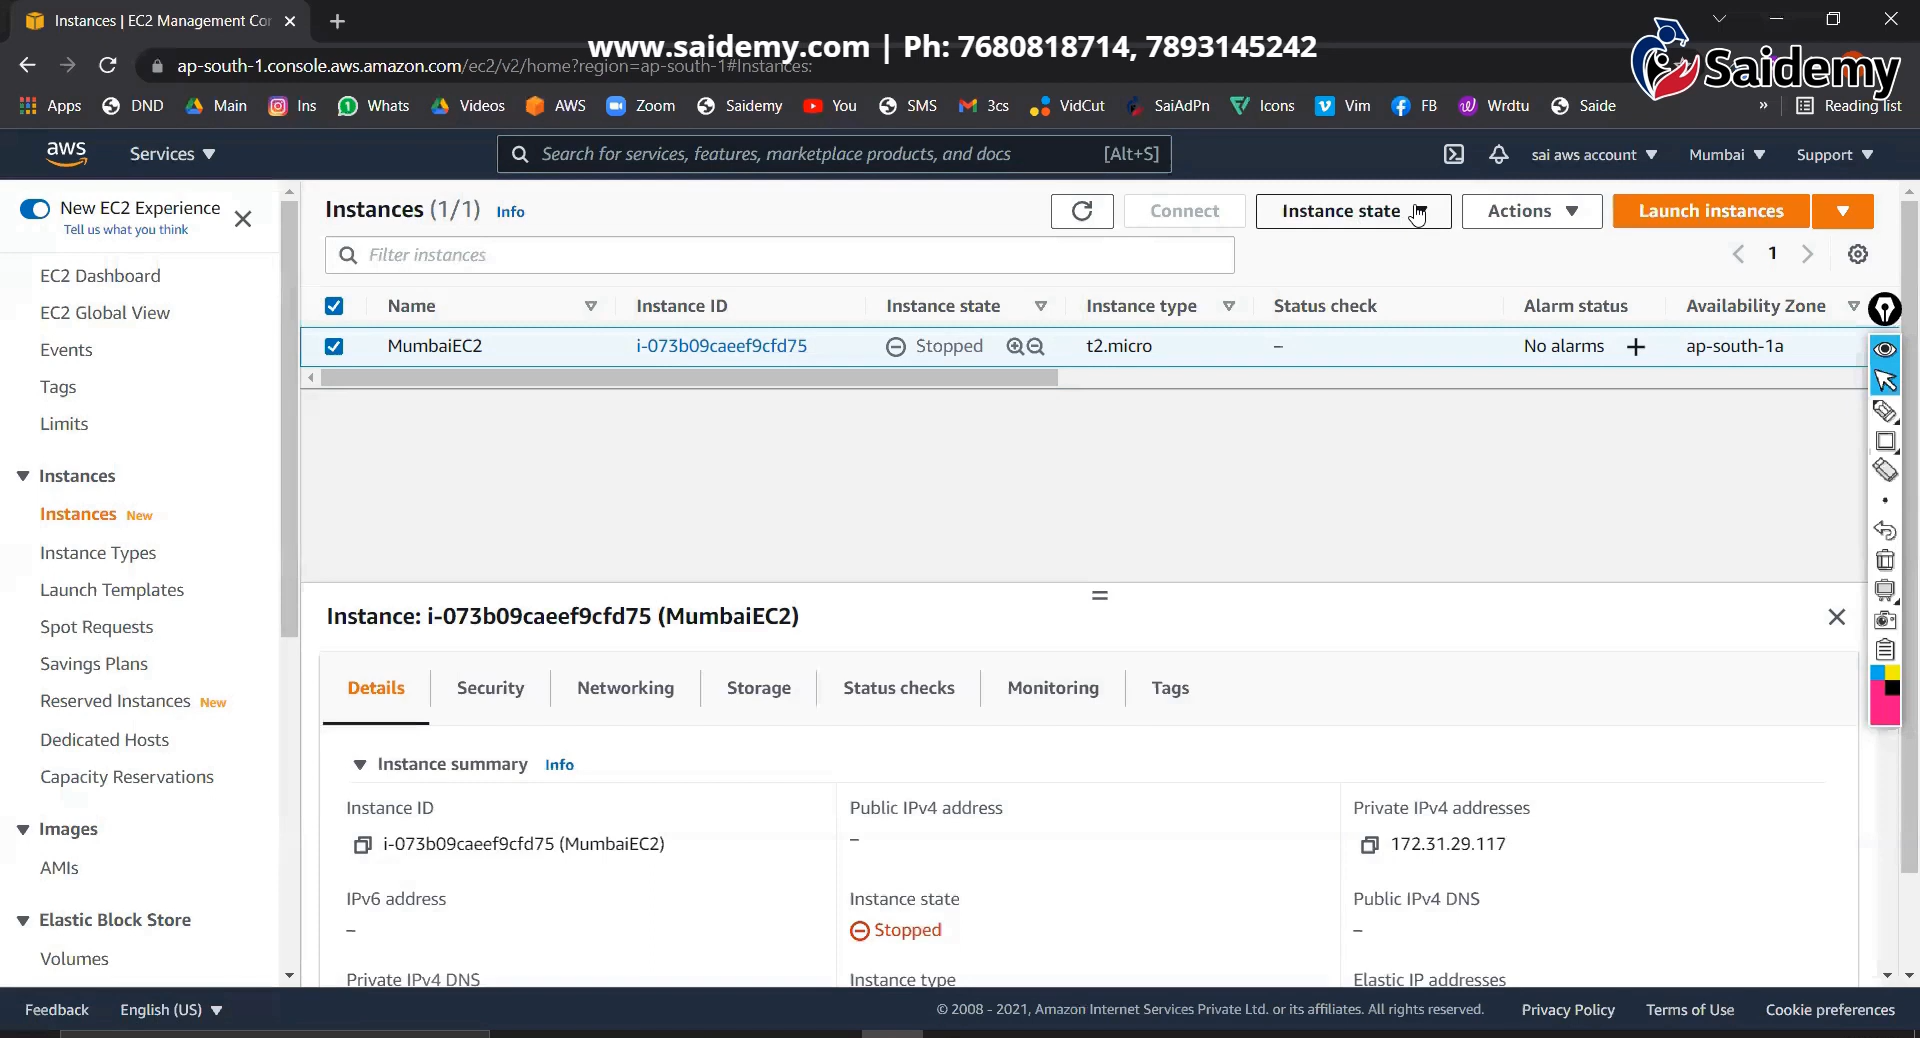 Instances | EC2 Management Cor
www.saidemy.com | Ph: 7680818714, 7893145242
Saidemy
ap-south-1.console.aws.amazon.com/ec2/v2/home?region=ap-south-1#Instances:
Apps DND Main Ins Whats Videos AWS Zoom Saidemy You SMS 3cs VidCut SaiAdPn Icons Vim FB Wrdtu Saide » Reading list
aws Services Search for services, features, marketplace products, and docs [Alt+S] sai aws account Mumbai Support
New EC2 Experience
Tell us what you think
EC2 Dashboard
EC2 Global View
Events
Tags
Limits
Instances
Instances New
Instance Types
Launch Templates
Spot Requests
Savings Plans
Reserved Instances New
Dedicated Hosts
Capacity Reservations
Images
AMIs
Elastic Block Store
Volumes
Instances (1/1) Info Connect Instance state Actions Launch instances
Filter instances 1
Name Instance ID Instance state Instance type Status check Alarm status Availability Zone
MumbaiEC2 i-073b09caeef9cfd75 Stopped t2.micro – No alarms + ap-south-1a
Instance: i-073b09caeef9cfd75 (MumbaiEC2)
Details Security Networking Storage Status checks Monitoring Tags
Instance summary Info
Instance ID Public IPv4 address Private IPv4 addresses
i-073b09caeef9cfd75 (MumbaiEC2) – 172.31.29.117
IPv6 address Instance state Public IPv4 DNS
– Stopped –
Private IPv4 DNS Instance type Elastic IP addresses
Feedback English (US) © 2008 - 2021, Amazon Internet Services Private Ltd. or its affiliates. All rights reserved. Privacy Policy Terms of Use Cookie preferences